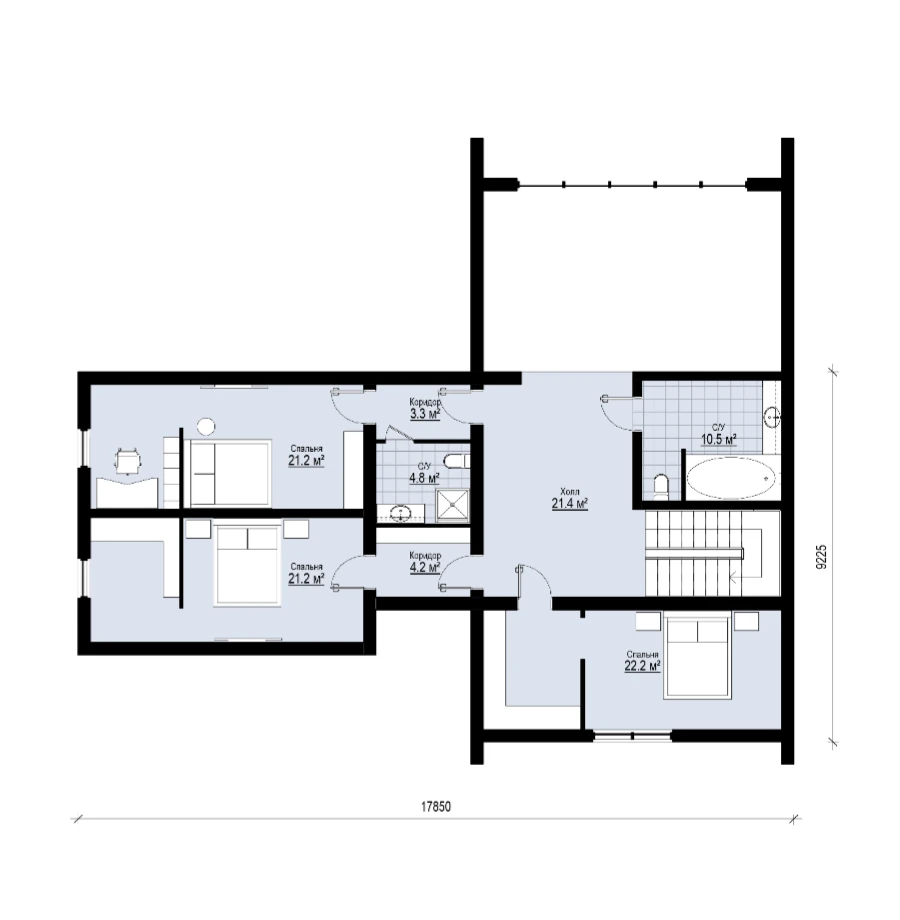 Коридор
3.3 м²
С/У
10.5 м²
Спальня
21.2 м²
С/У
4.8 м²
Холл
21.4 м²
Коридор
4.2 м²
Спальня
21.2 м²
9225
Спальня
22.2 м²
17850